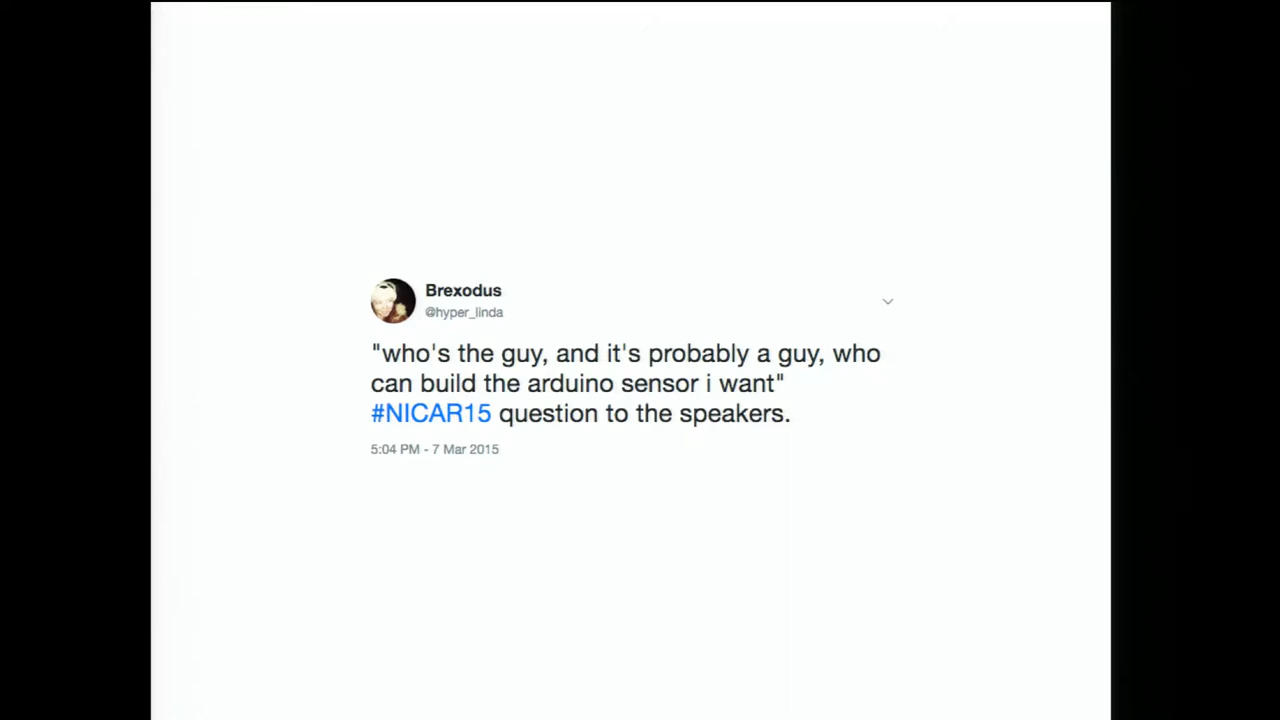 Brexodus
@hyper_linda
"who's the guy, and it's probably a guy, who
can build the arduino sensor i want"
#NICAR15 question to the speakers.
5:04 PM - 7 Mar 2015